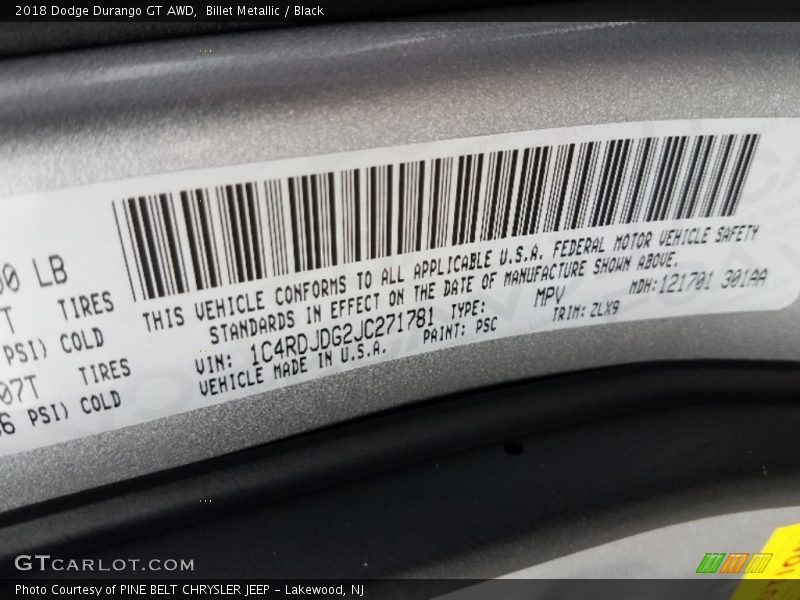 2018 Dodge Durango GT AWD, Billet Metallic / Black
0 LB
T TIRES
PSI) COLD
07T TIRES
6 PSI) COLD
THIS VEHICLE CONFORMS TO ALL APPLICABLE U.S.A. FEDERAL MOTOR VEHICLE SAFETY
STANDARDS IN EFFECT ON THE DATE OF MANUFACTURE SHOWN ABOVE.
VIN: 1C4RDJDG2JC271781 TYPE: MPV MDH:121701 301AA
VEHICLE MADE IN U.S.A. PAINT: PSC TRIM: ZLX9
GTCARLOT.COM
Photo Courtesy of PINE BELT CHRYSLER JEEP - Lakewood, NJ